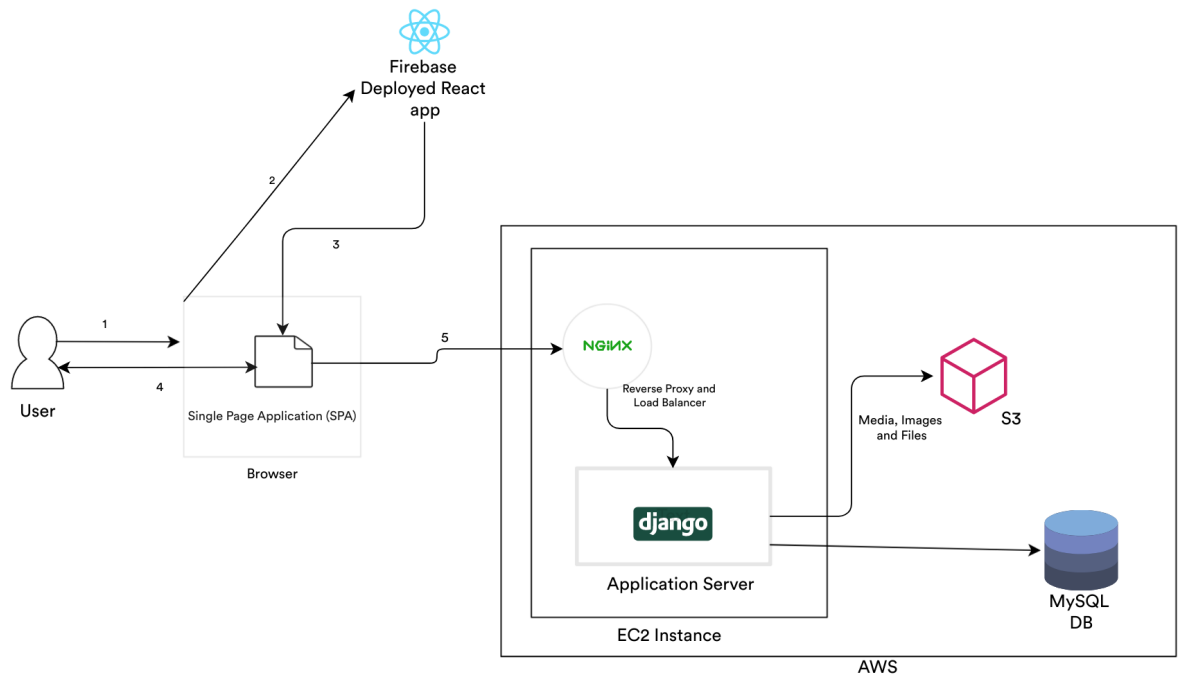 Firebase
Deployed React
app
2
3
1
5
NGiNX
Reverse Proxy and
Load Balancer
4
User
Single Page Application (SPA)
Browser
Media, Images
and Files
S3
django
Application Server
MySQL
DB
EC2 Instance
AWS